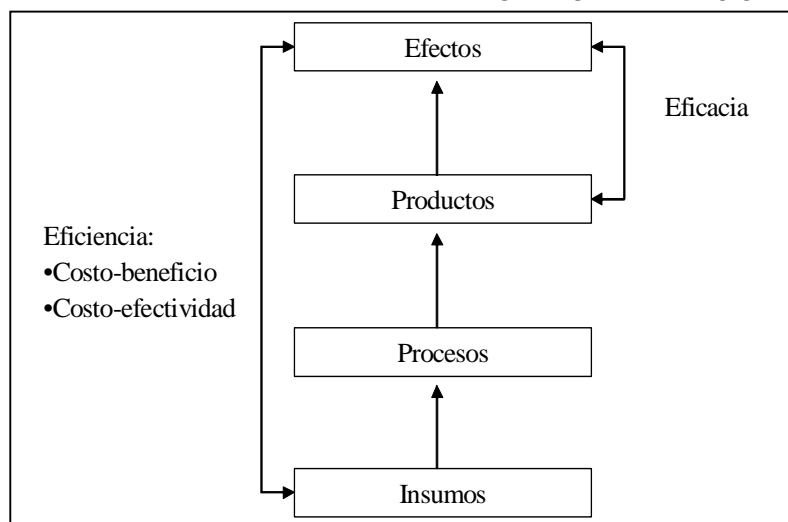 Efectos
Eficacia
Productos
Eficiencia:
•Costo-beneficio
•Costo-efectividad
Procesos
Insumos